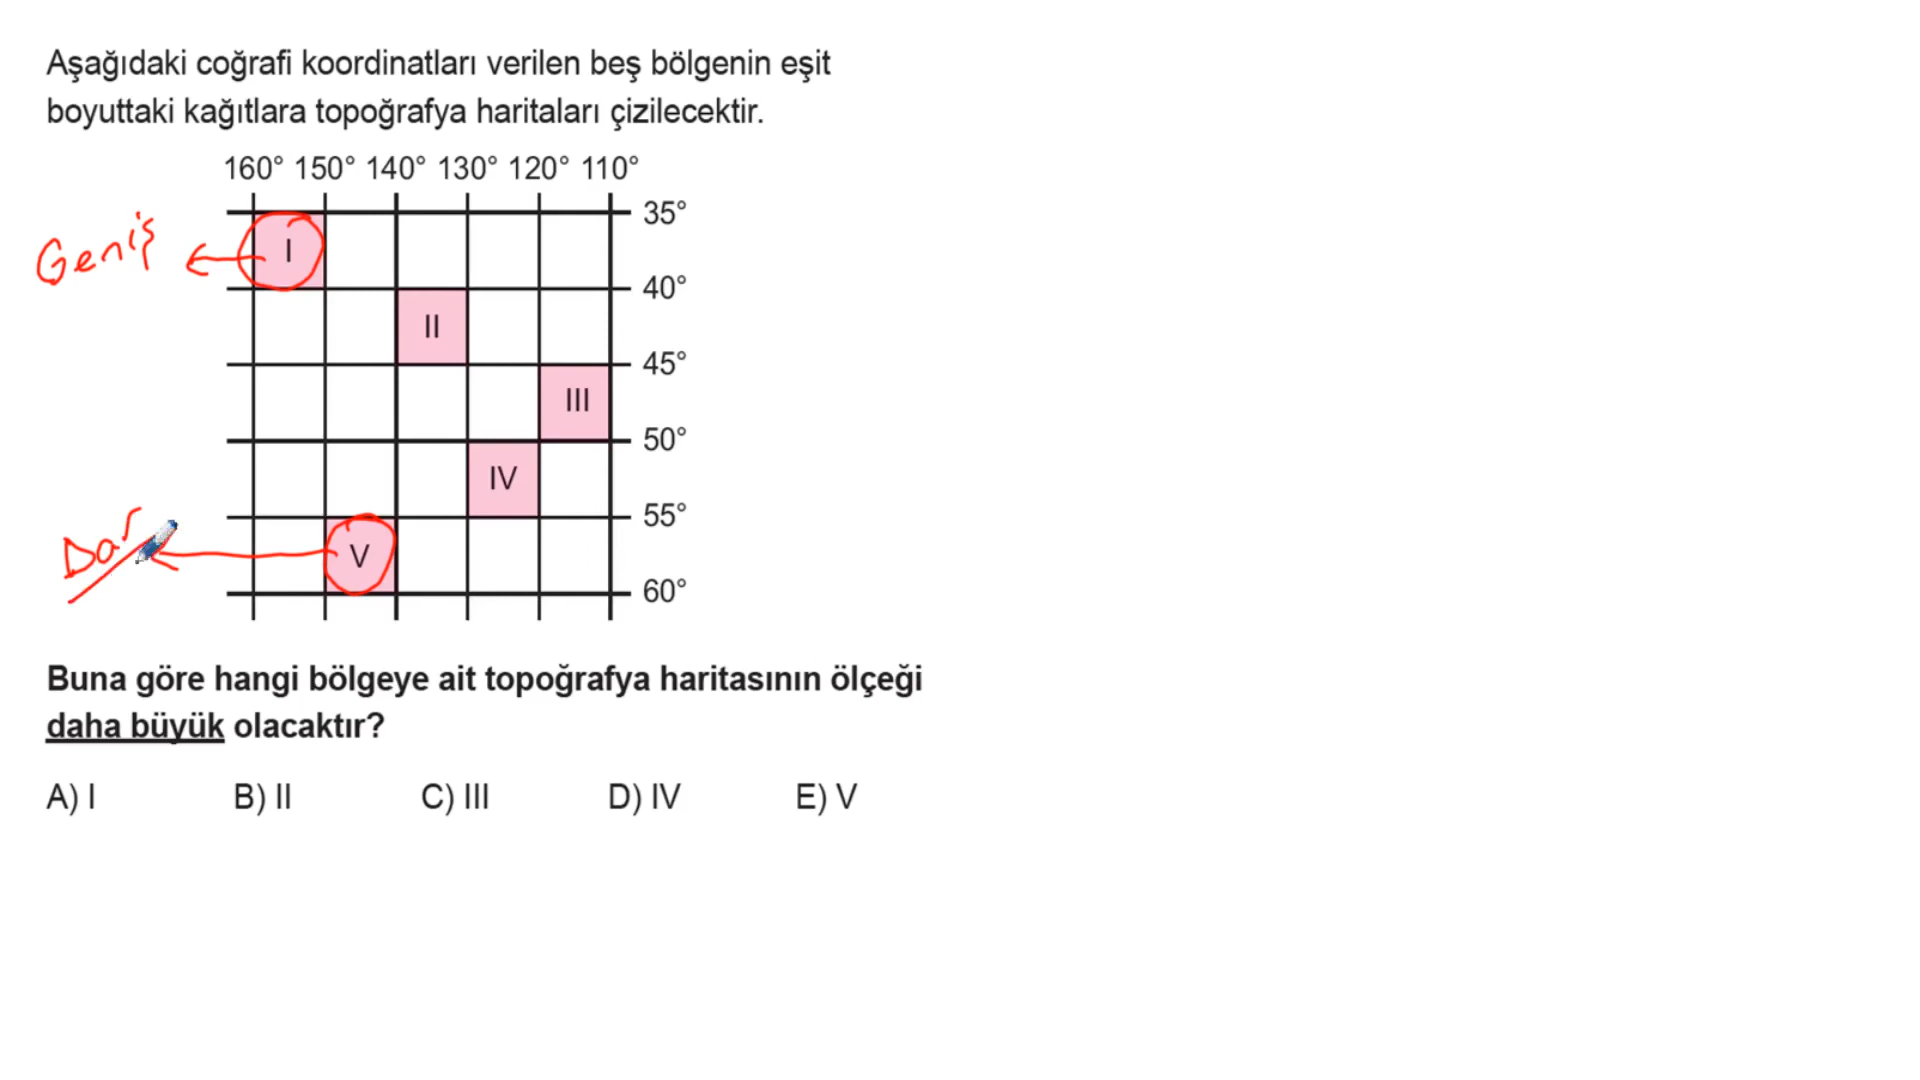 Aşağıdaki coğrafi koordinatları verilen beş bölgenin eşit
boyuttaki kağıtlara topoğrafya haritaları çizilecektir.
160° 150° 140° 130° 120° 110°
35°
Geniş
I
40°
II
45°
III
50°
IV
55°
Dar
V
60°
Buna göre hangi bölgeye ait topoğrafya haritasının ölçeği
daha büyük olacaktır?
A) I B) II C) III D) IV E) V